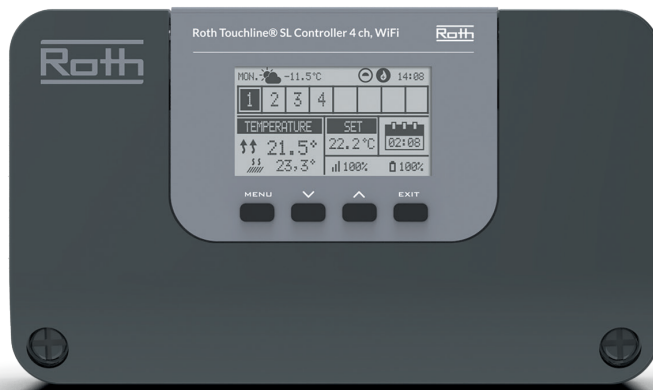 Roth
Roth Touchline® SL Controller 4 ch, WiFi
Roth
MON. -11.5°C 14:08
1 2 3 4
TEMPERATURE SET
21.5° 22.2°C 02:08
23,3° 100% 100%
MENU EXIT